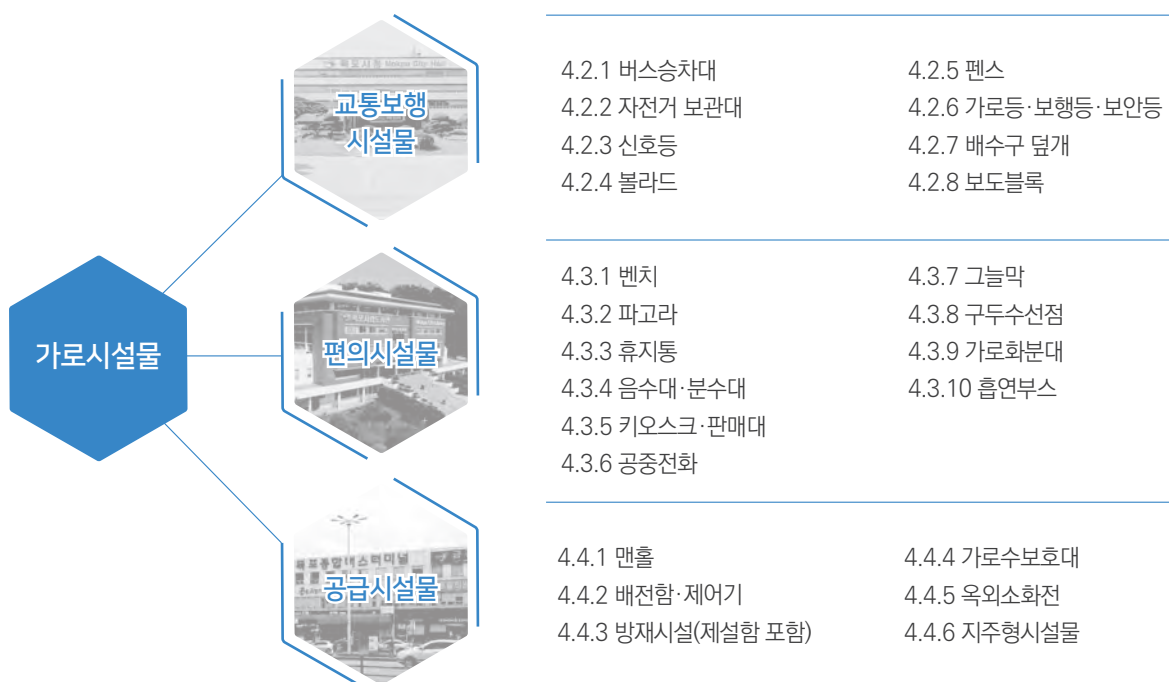 가로시설물
교통보행
시설물
4.2.1 버스승차대
4.2.2 자전거 보관대
4.2.3 신호등
4.2.4 볼라드
4.2.5 펜스
4.2.6 가로등·보행등·보안등
4.2.7 배수구 덮개
4.2.8 보도블록
편의시설물
4.3.1 벤치
4.3.2 파고라
4.3.3 휴지통
4.3.4 음수대·분수대
4.3.5 키오스크·판매대
4.3.6 공중전화
4.3.7 그늘막
4.3.8 구두수선점
4.3.9 가로화분대
4.3.10 흡연부스
공급시설물
4.4.1 맨홀
4.4.2 배전함·제어기
4.4.3 방재시설(제설함 포함)
4.4.4 가로수보호대
4.4.5 옥외소화전
4.4.6 지주형시설물